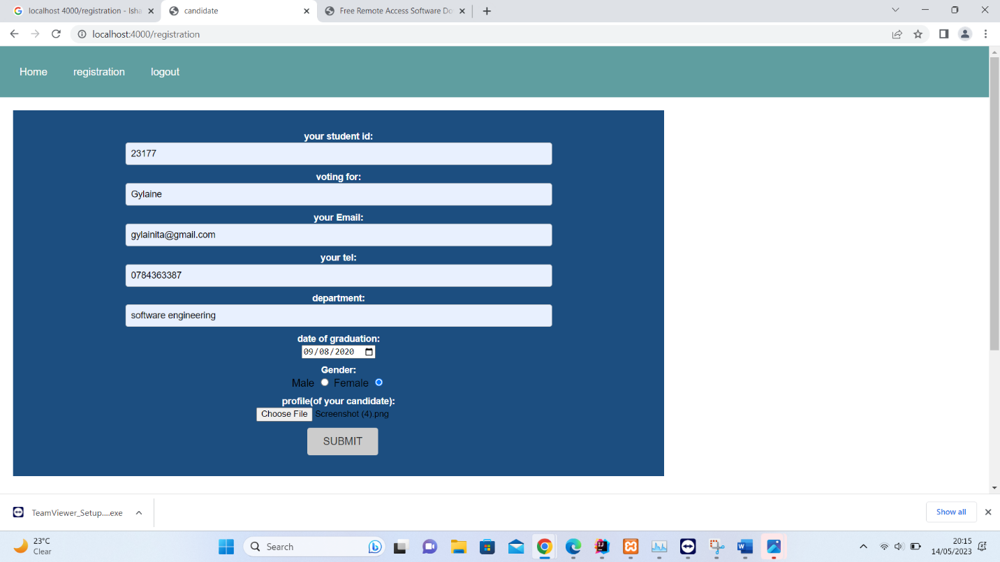 localhost 4000/registration - Isha
candidate
Free Remote Access Software Do
localhost:4000/registration
Home registration logout
your student id:
23177
voting for:
Gylaine
your Email:
gylainita@gmail.com
your tel:
0784363387
department:
software engineering
date of graduation:
09/08/2020
Gender:
Male Female
profile(of your candidate):
Choose File Screenshot (4).png
SUBMIT
TeamViewer_Setup....exe
Show all
23°C
Clear
Search
20:15
14/05/2023